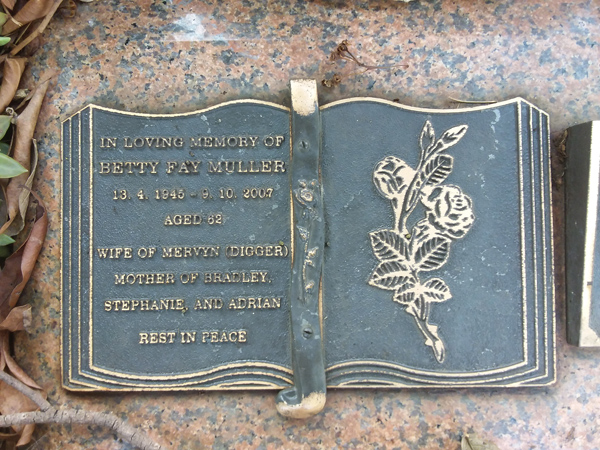 IN LOVING MEMORY OF
BETTY FAY MULLER
13. 4. 1945 - 9. 10. 2007
AGED 62
WIFE OF MERVYN (DIGGER)
MOTHER OF BRADLEY,
STEPHANIE, AND ADRIAN
REST IN PEACE